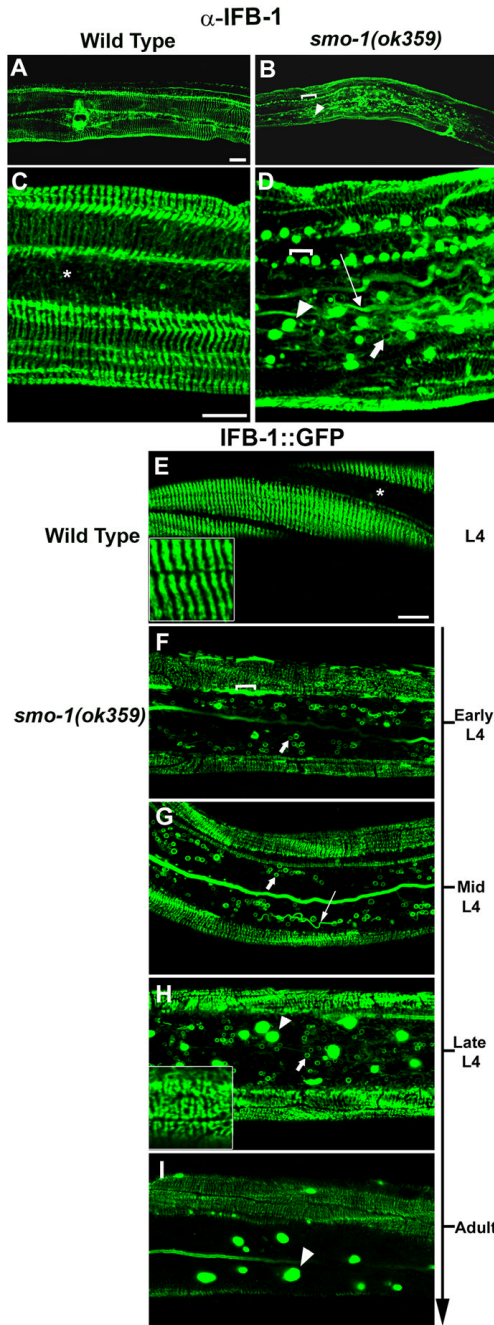 α-IFB-1
Wild Type smo-1(ok359)
A B
*
C D
IFB-1::GFP
E
*
Wild Type L4
F
smo-1(ok359)
Early
L4
G
Mid
L4
H
Late
L4
I
Adult